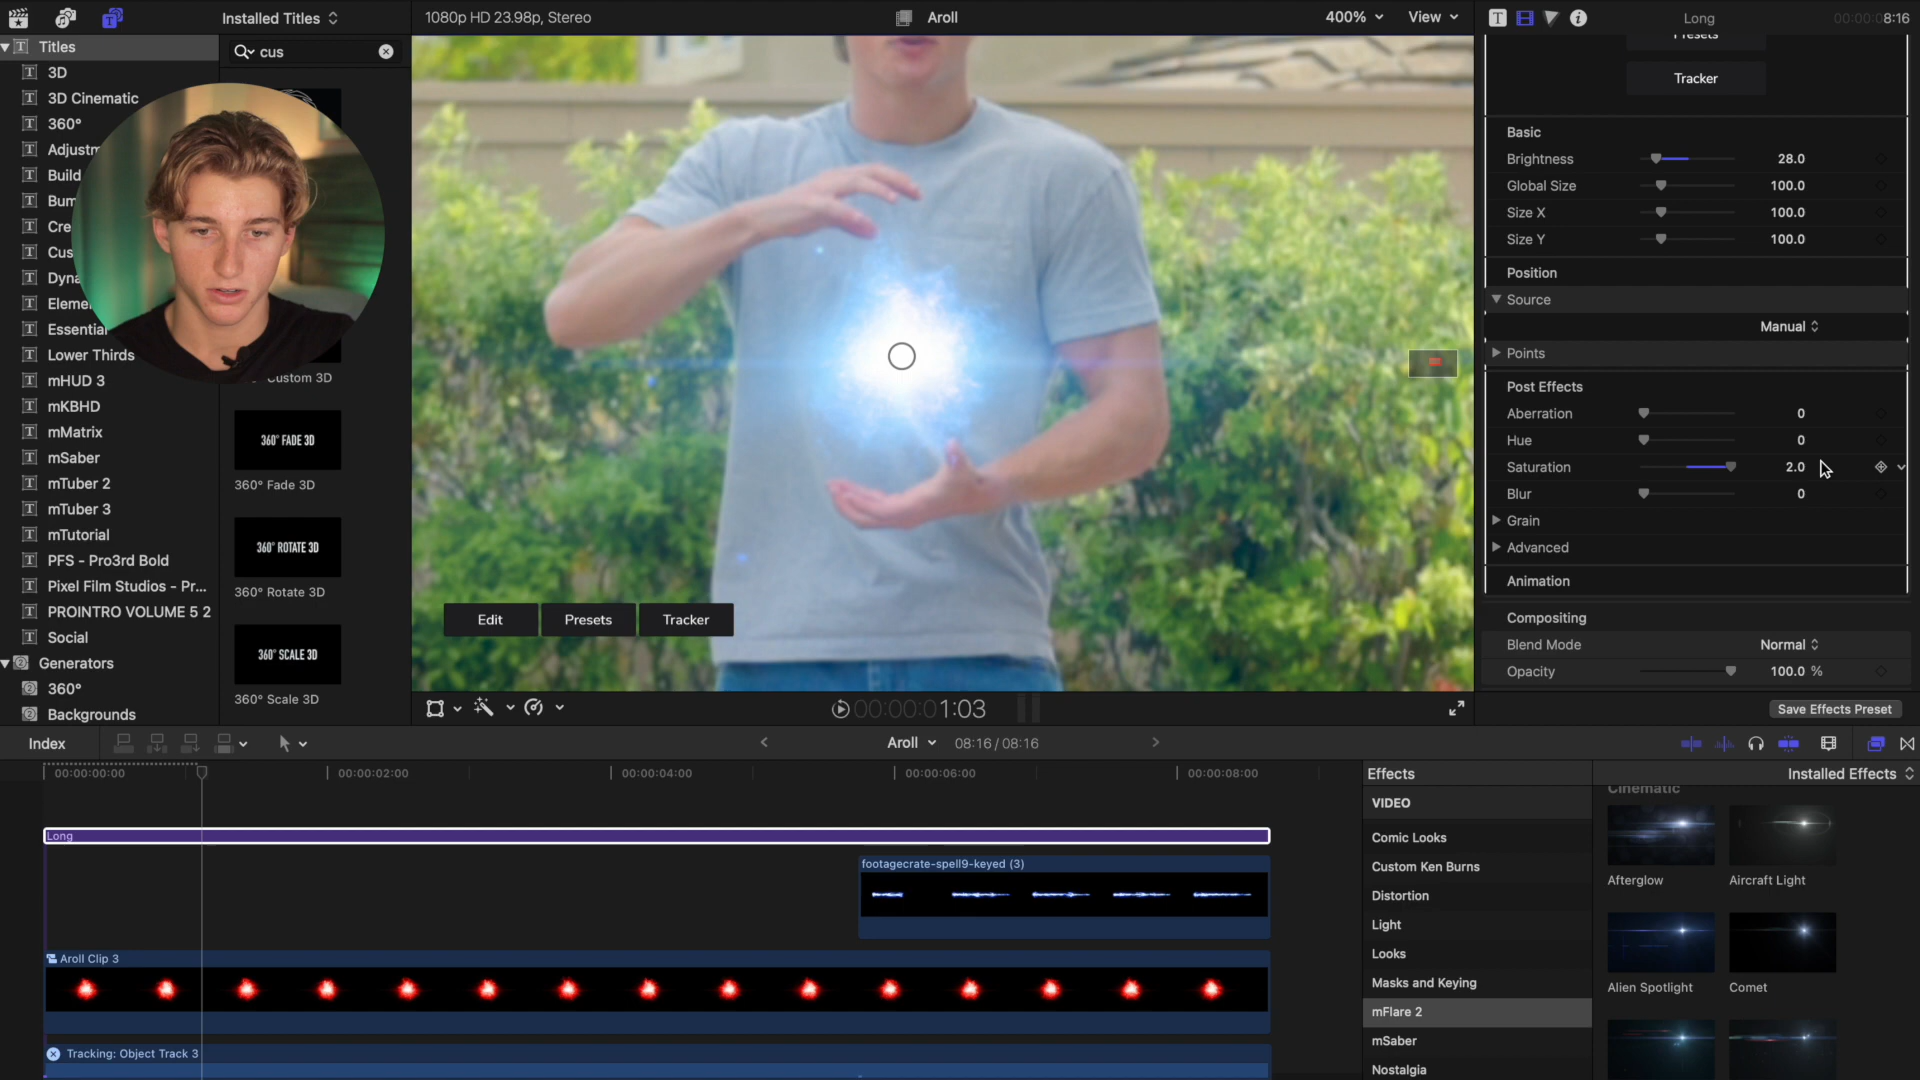 Installed Titles
1080p HD 23.98p, Stereo
Aroll
400%
View
Long
00:00:08:16
Titles
3D
3D Cinematic
360°
Adjustm
Build
Bum
Cre
Cus
Dyna
Eleme
Essential
Lower Thirds
mHUD 3
mKBHD
mMatrix
mSaber
mTuber 2
mTuber 3
mTutorial
PFS - Pro3rd Bold
Pixel Film Studios - Pr...
PROINTRO VOLUME 5 2
Social
Generators
360°
Backgrounds
cus
Custom 3D
360° FADE 3D
360° Fade 3D
360° ROTATE 3D
360° Rotate 3D
360° SCALE 3D
360° Scale 3D
Edit
Presets
Tracker
00:00:01:03
Presets
Tracker
Basic
Brightness 28.0
Global Size 100.0
Size X 100.0
Size Y 100.0
Position
Source
Manual
Points
Post Effects
Aberration 0
Hue 0
Saturation 2.0
Blur 0
Grain
Advanced
Animation
Compositing
Blend Mode Normal
Opacity 100.0 %
Save Effects Preset
Index
Aroll
08:16 / 08:16
00:00:00:00
00:00:02:00
00:00:04:00
00:00:06:00
00:00:08:00
Long
footagecrate-spell9-keyed (3)
Aroll Clip 3
Tracking: Object Track 3
Effects
Installed Effects
VIDEO
Comic Looks
Custom Ken Burns
Distortion
Light
Looks
Masks and Keying
mFlare 2
mSaber
Nostalgia
Cinematic
Afterglow
Aircraft Light
Alien Spotlight
Comet